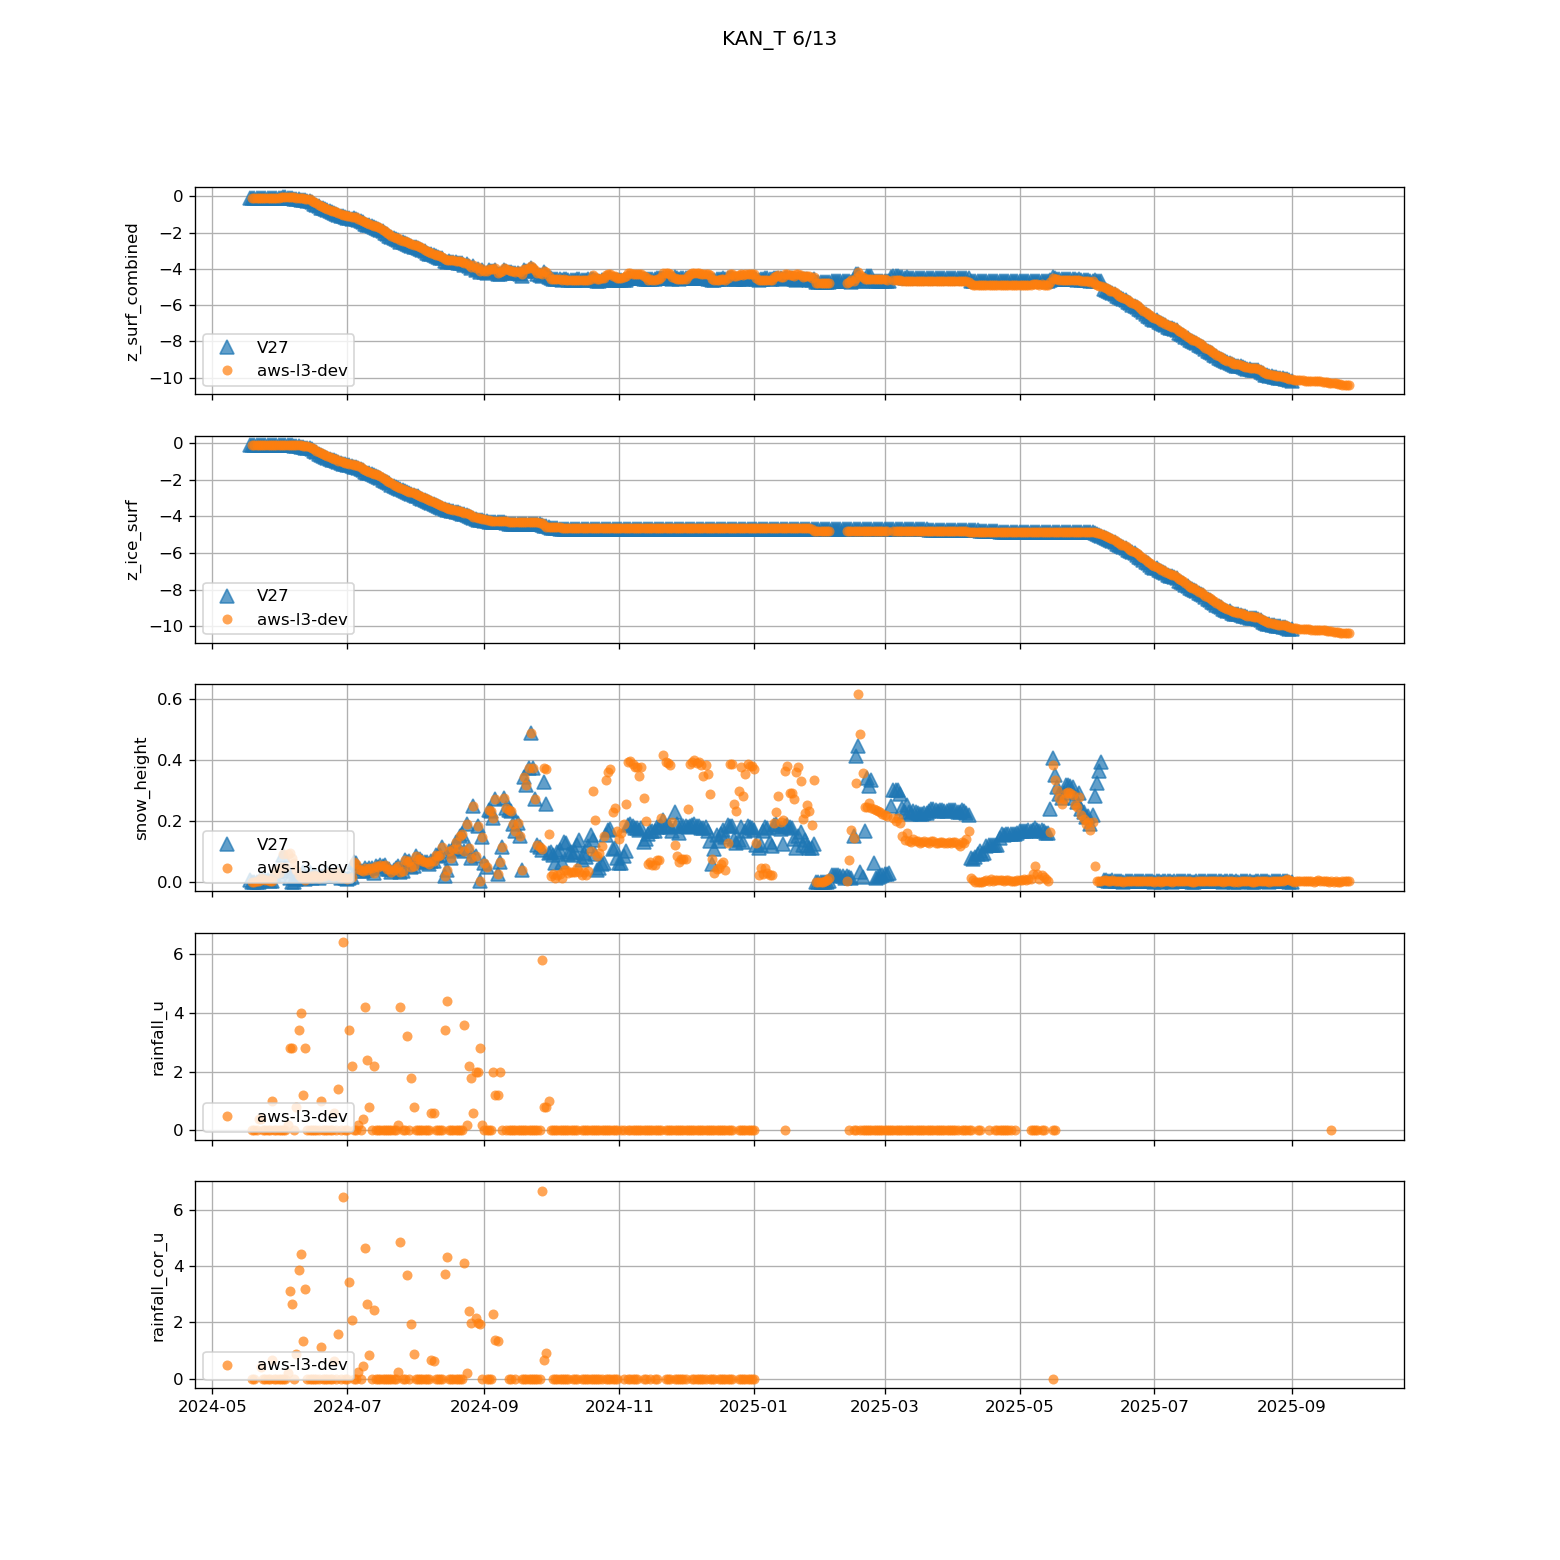 KAN_T 6/13
0
−2
−4
−6
−8
−10
z_surf_combined
V27
aws-l3-dev
0
−2
−4
−6
−8
−10
z_ice_surf
V27
aws-l3-dev
0.6
0.4
0.2
0.0
snow_height
V27
aws-l3-dev
6
4
2
0
rainfall_u
aws-l3-dev
6
4
2
0
rainfall_cor_u
aws-l3-dev
2024-05 2024-07 2024-09 2024-11 2025-01 2025-03 2025-05 2025-07 2025-09